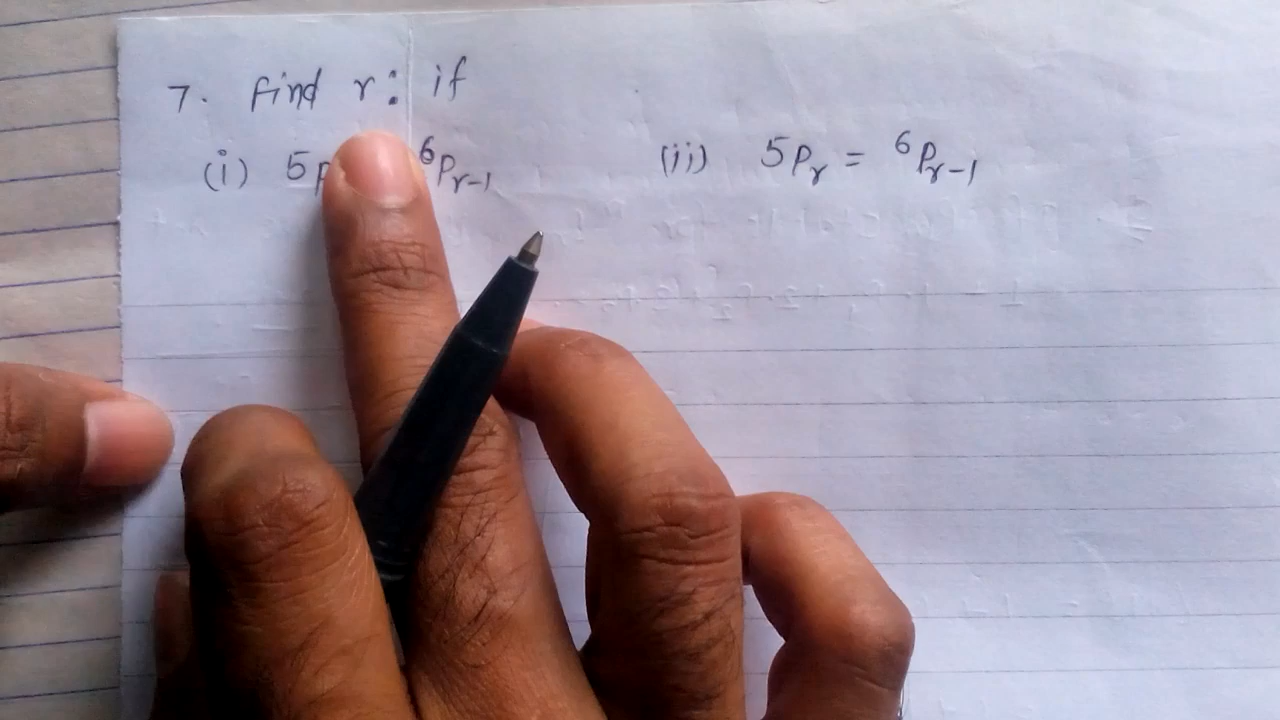 7. Find r: if
(i) 5P ⁶Pᵣ₋₁ (ii) 5Pᵣ = ⁶Pᵣ₋₁